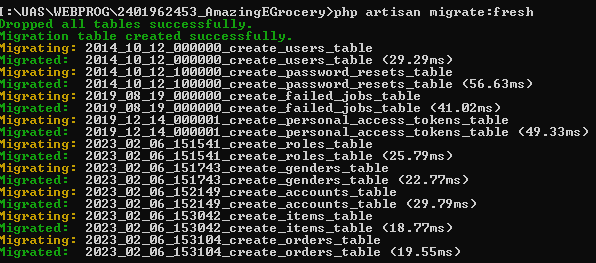 I:\UAS\WEBPROG\2401962453_AmazingEGrocery>php artisan migrate:fresh
Dropped all tables successfully.
Migration table created successfully.
Migrating: 2014_10_12_000000_create_users_table
Migrated:  2014_10_12_000000_create_users_table (29.29ms)
Migrating: 2014_10_12_100000_create_password_resets_table
Migrated:  2014_10_12_100000_create_password_resets_table (56.63ms)
Migrating: 2019_08_19_000000_create_failed_jobs_table
Migrated:  2019_08_19_000000_create_failed_jobs_table (41.02ms)
Migrating: 2019_12_14_000001_create_personal_access_tokens_table
Migrated:  2019_12_14_000001_create_personal_access_tokens_table (49.33ms)
Migrating: 2023_02_06_151541_create_roles_table
Migrated:  2023_02_06_151541_create_roles_table (25.79ms)
Migrating: 2023_02_06_151743_create_genders_table
Migrated:  2023_02_06_151743_create_genders_table (22.77ms)
Migrating: 2023_02_06_152149_create_accounts_table
Migrated:  2023_02_06_152149_create_accounts_table (29.79ms)
Migrating: 2023_02_06_153042_create_items_table
Migrated:  2023_02_06_153042_create_items_table (18.77ms)
Migrating: 2023_02_06_153104_create_orders_table
Migrated:  2023_02_06_153104_create_orders_table (19.55ms)